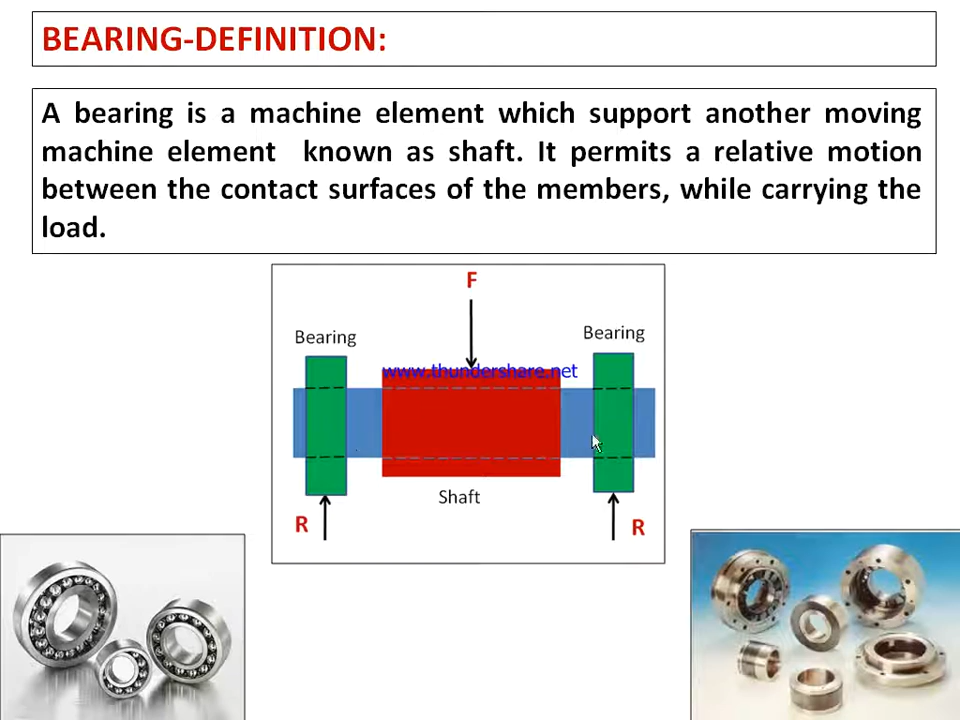 BEARING-DEFINITION:
A bearing is a machine element which support another moving
machine element known as shaft. It permits a relative motion
between the contact surfaces of the members, while carrying the
load.
F
Bearing
Bearing
www.thundershare.net
Shaft
R
R